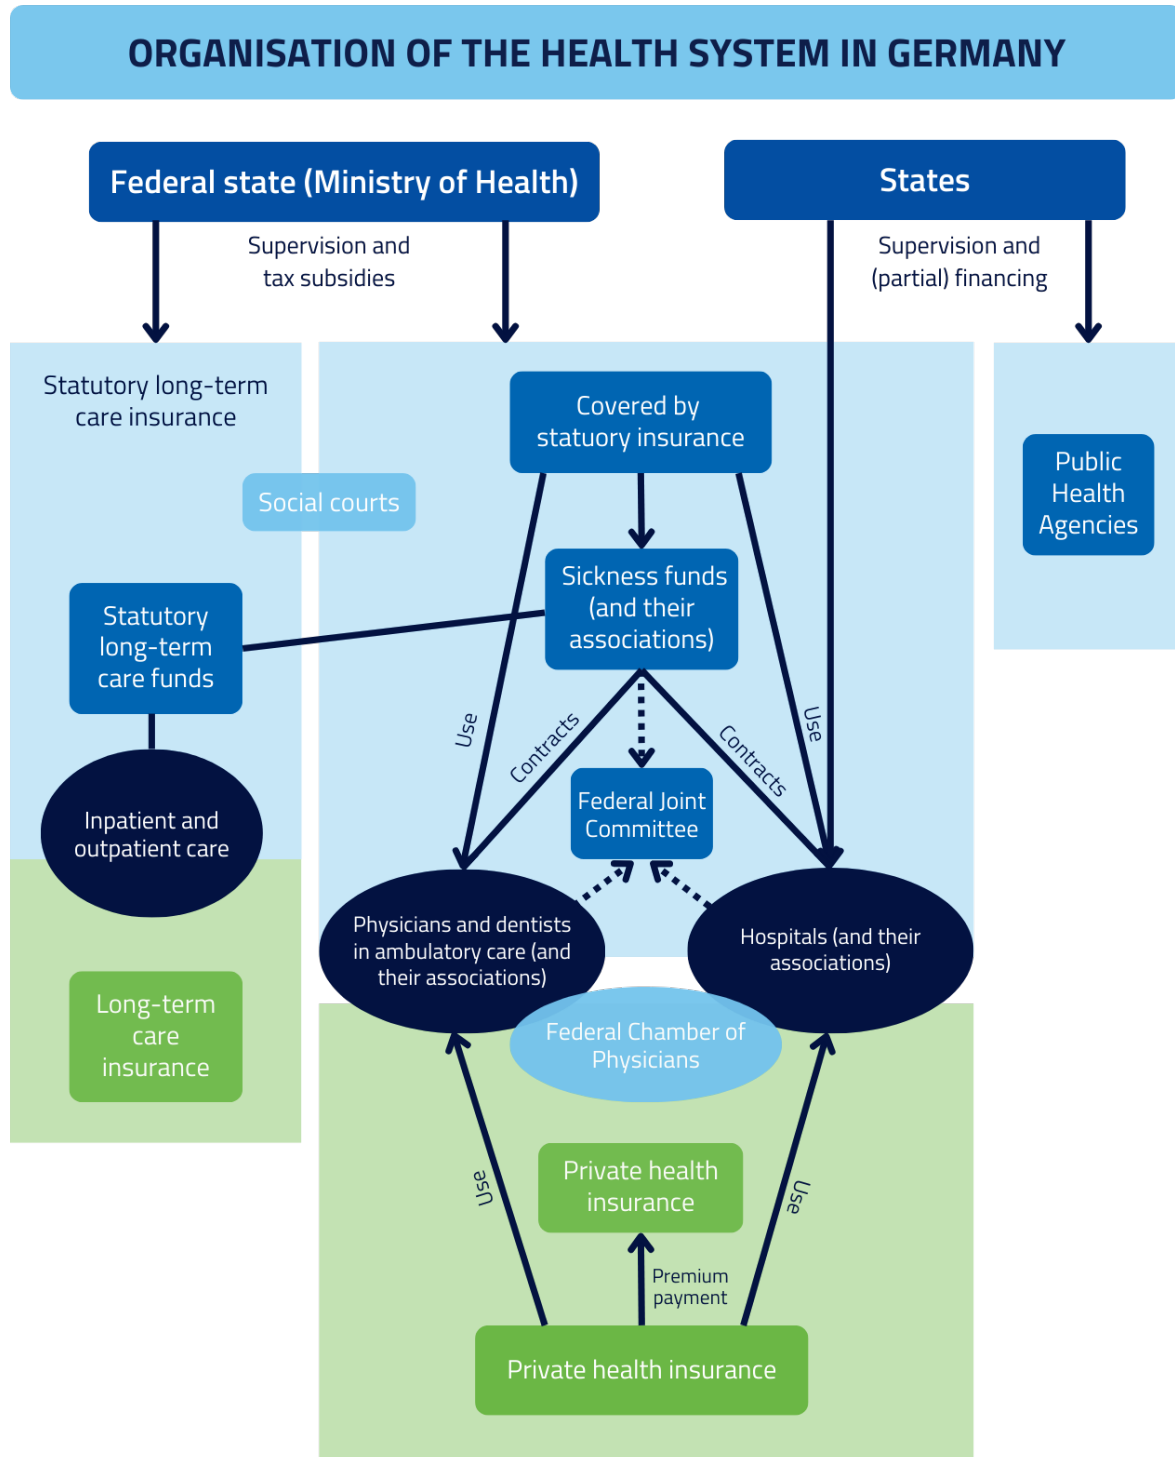 ORGANISATION OF THE HEALTH SYSTEM IN GERMANY
Federal state (Ministry of Health)
States
Supervision and
tax subsidies
Supervision and
(partial) financing
Statutory long-term
care insurance
Covered by
statuory insurance
Public
Health
Agencies
Social courts
Sickness funds
(and their
associations)
Statutory
long-term
care funds
Use
Contracts
Contracts
Use
Federal Joint
Committee
Inpatient and
outpatient care
Physicians and dentists
in ambulatory care (and
their associations)
Hospitals (and their
associations)
Federal Chamber of
Physicians
Long-term
care
insurance
Private health
insurance
Use
Use
Premium
payment
Private health insurance